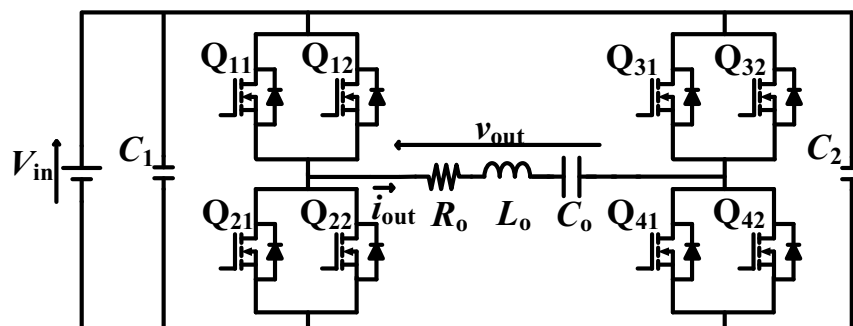 Q11 Q12 Q31 Q32
vout
Vin C1 C2
Q21 Q22 iout Ro Lo Co Q41 Q42